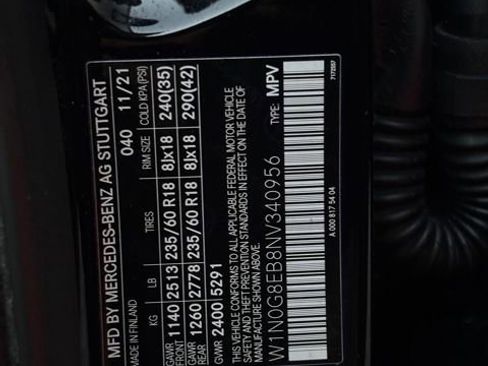 MFD BY MERCEDES-BENZ AG STUTTGART
MADE IN FINLAND 040 11/21
KG LB TIRES RIM SIZE COLD KPA (PSI)
GAWR FRONT 1140 2513 235/60 R18 8Jx18 240(35)
GAWR REAR 1260 2778 235/60 R18 8Jx18 290(42)
GVWR 2400 5291
THIS VEHICLE CONFORMS TO ALL APPLICABLE FEDERAL MOTOR VEHICLE
SAFETY AND THEFT PREVENTION STANDARDS IN EFFECT ON THE DATE OF
MANUFACTURE SHOWN ABOVE.
W1N0G8EB8NV340956 TYPE: MPV
A 000 817 54 04
7172557